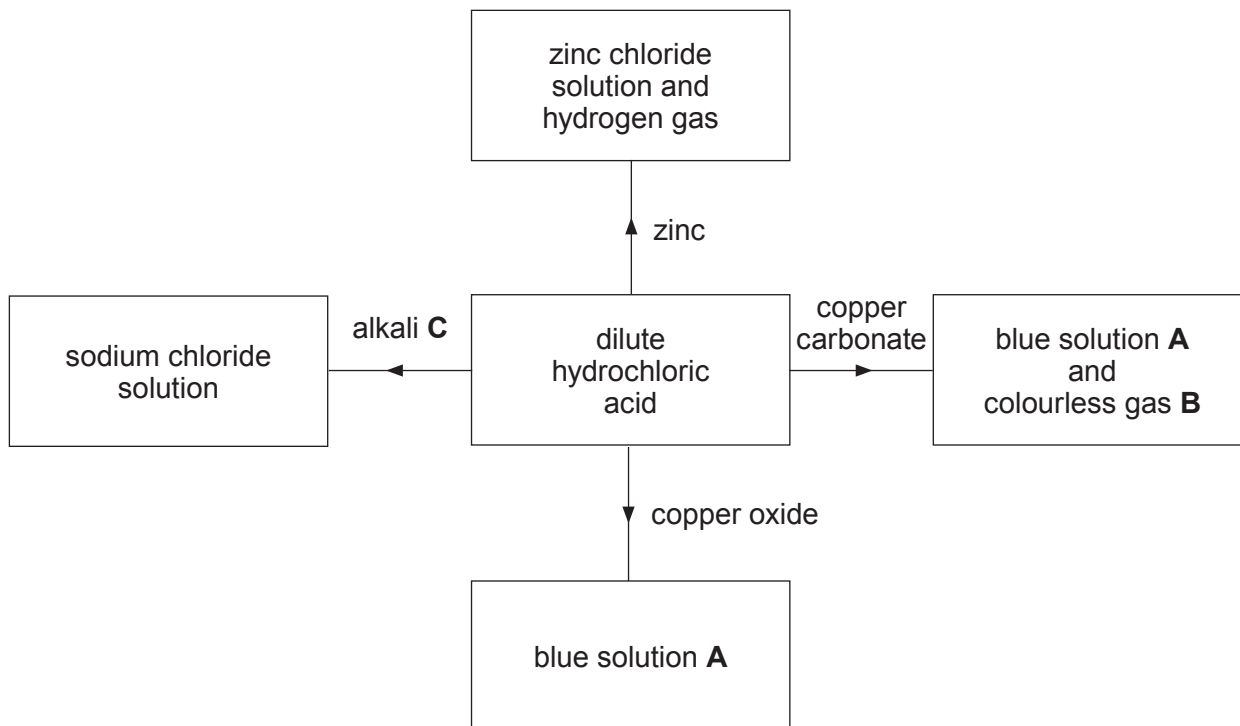 zinc chloride
solution and
hydrogen gas
zinc
sodium chloride
solution
alkali C
dilute
hydrochloric
acid
copper
carbonate
blue solution A
and
colourless gas B
copper oxide
blue solution A